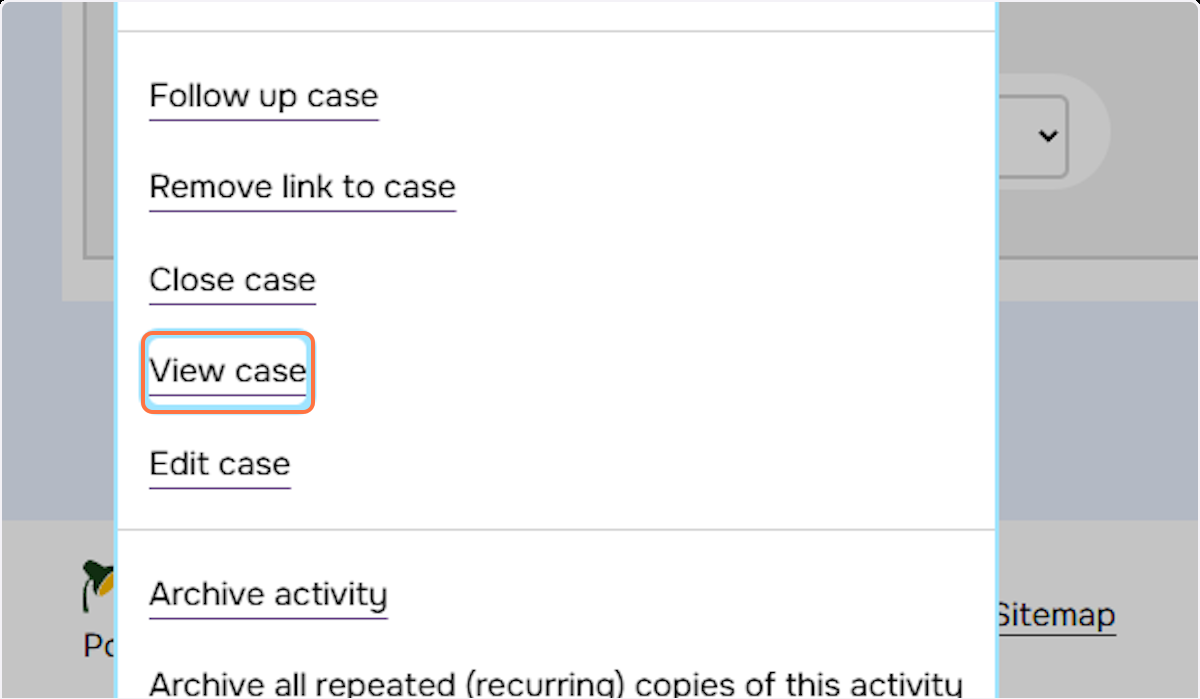 Follow up case
Remove link to case
Close case
View case
Edit case
Archive activity
Sitemap
Archive all repeated (recurring) copies of this activity